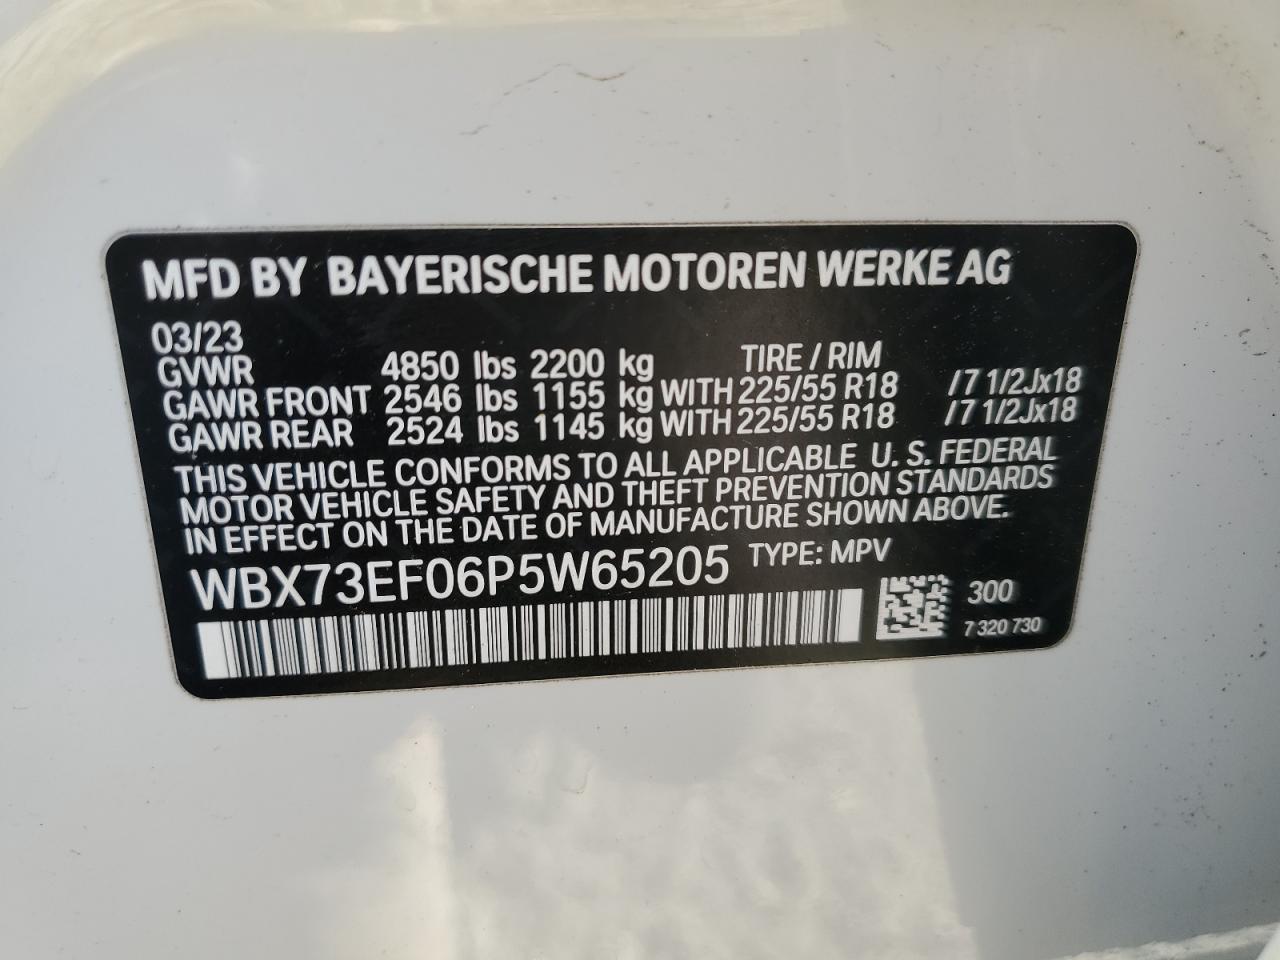 MFD BY BAYERISCHE MOTOREN WERKE AG
03/23 TIRE / RIM
GVWR 4850 lbs 2200 kg
GAWR FRONT 2546 lbs 1155 kg WITH 225/55 R18 /7 1/2Jx18
GAWR REAR 2524 lbs 1145 kg WITH 225/55 R18 /7 1/2Jx18
THIS VEHICLE CONFORMS TO ALL APPLICABLE U. S. FEDERAL
MOTOR VEHICLE SAFETY AND THEFT PREVENTION STANDARDS
IN EFFECT ON THE DATE OF MANUFACTURE SHOWN ABOVE.
WBX73EF06P5W65205 TYPE: MPV
300
7 320 730